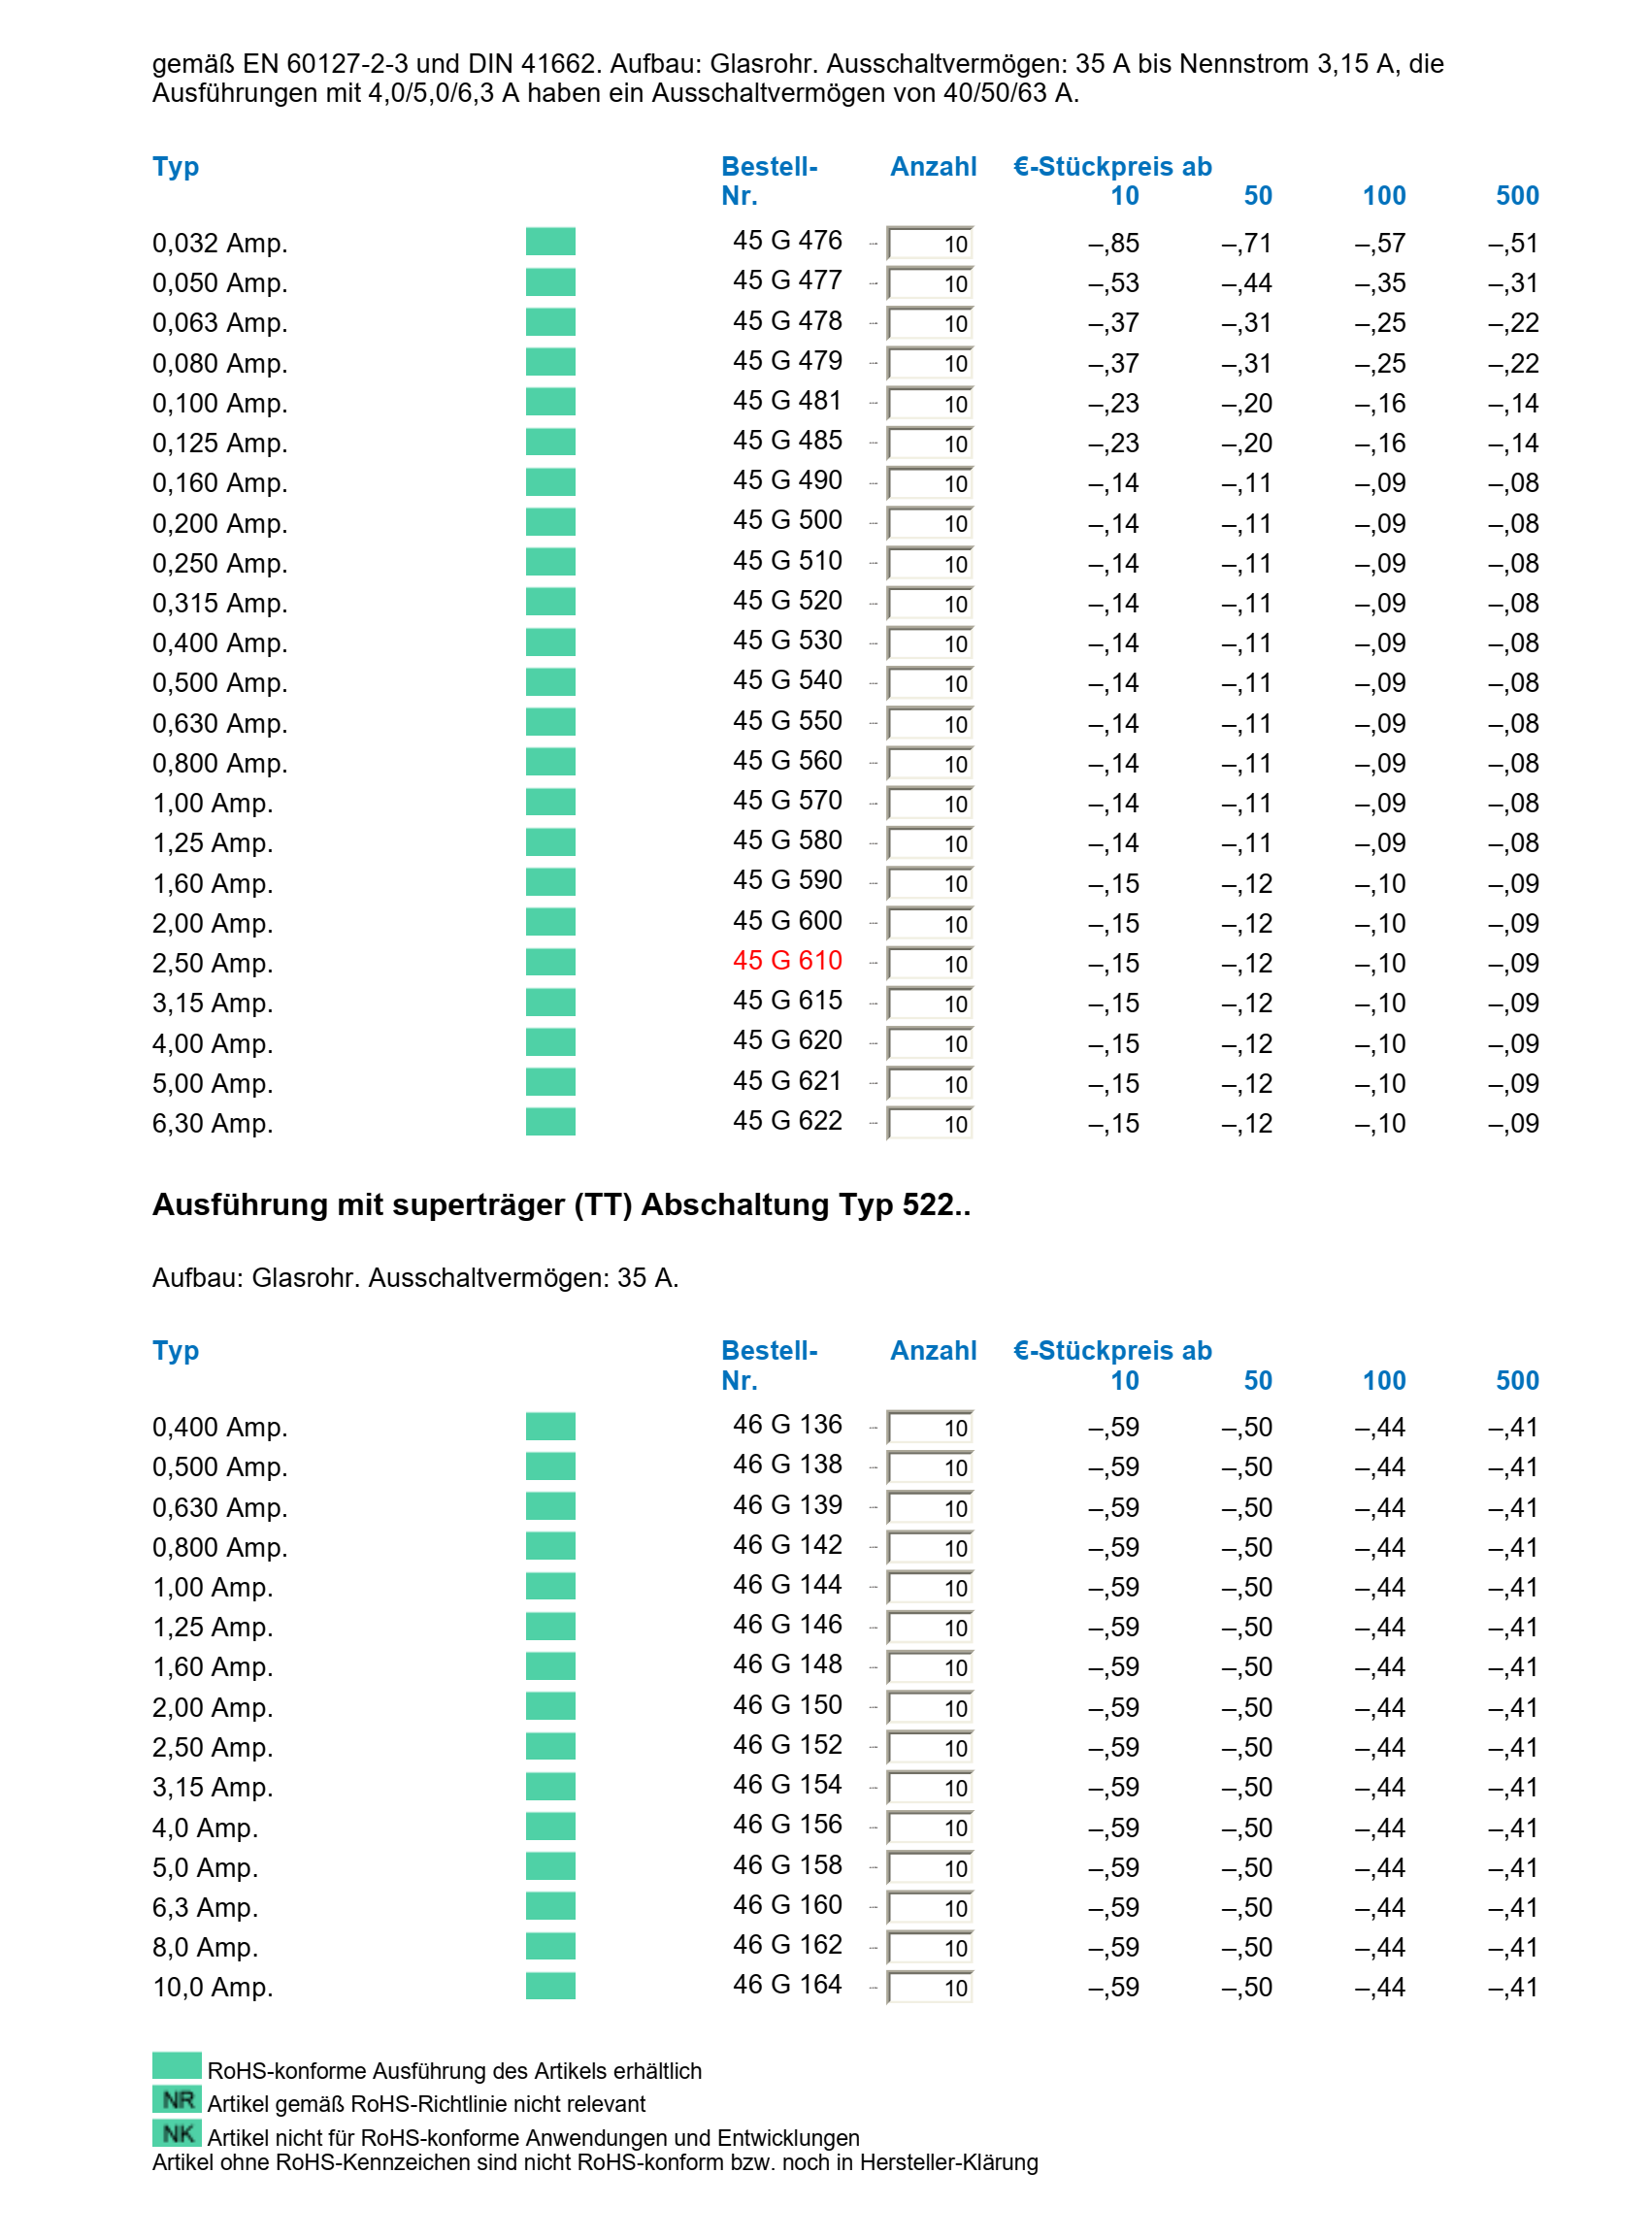 gemäß EN 60127-2-3 und DIN 41662. Aufbau: Glasrohr. Ausschaltvermögen: 35 A bis Nennstrom 3,15 A, die
Ausführungen mit 4,0/5,0/6,3 A haben ein Ausschaltvermögen von 40/50/63 A.
Typ Bestell- Anzahl €-Stückpreis ab
Nr. 10 50 100 500
0,032 Amp. 45 G 476 10 –,85 –,71 –,57 –,51
0,050 Amp. 45 G 477 10 –,53 –,44 –,35 –,31
0,063 Amp. 45 G 478 10 –,37 –,31 –,25 –,22
0,080 Amp. 45 G 479 10 –,37 –,31 –,25 –,22
0,100 Amp. 45 G 481 10 –,23 –,20 –,16 –,14
0,125 Amp. 45 G 485 10 –,23 –,20 –,16 –,14
0,160 Amp. 45 G 490 10 –,14 –,11 –,09 –,08
0,200 Amp. 45 G 500 10 –,14 –,11 –,09 –,08
0,250 Amp. 45 G 510 10 –,14 –,11 –,09 –,08
0,315 Amp. 45 G 520 10 –,14 –,11 –,09 –,08
0,400 Amp. 45 G 530 10 –,14 –,11 –,09 –,08
0,500 Amp. 45 G 540 10 –,14 –,11 –,09 –,08
0,630 Amp. 45 G 550 10 –,14 –,11 –,09 –,08
0,800 Amp. 45 G 560 10 –,14 –,11 –,09 –,08
1,00 Amp. 45 G 570 10 –,14 –,11 –,09 –,08
1,25 Amp. 45 G 580 10 –,14 –,11 –,09 –,08
1,60 Amp. 45 G 590 10 –,15 –,12 –,10 –,09
2,00 Amp. 45 G 600 10 –,15 –,12 –,10 –,09
2,50 Amp. 45 G 610 10 –,15 –,12 –,10 –,09
3,15 Amp. 45 G 615 10 –,15 –,12 –,10 –,09
4,00 Amp. 45 G 620 10 –,15 –,12 –,10 –,09
5,00 Amp. 45 G 621 10 –,15 –,12 –,10 –,09
6,30 Amp. 45 G 622 10 –,15 –,12 –,10 –,09
Ausführung mit superträger (TT) Abschaltung Typ 522..
Aufbau: Glasrohr. Ausschaltvermögen: 35 A.
Typ Bestell- Anzahl €-Stückpreis ab
Nr. 10 50 100 500
0,400 Amp. 46 G 136 10 –,59 –,50 –,44 –,41
0,500 Amp. 46 G 138 10 –,59 –,50 –,44 –,41
0,630 Amp. 46 G 139 10 –,59 –,50 –,44 –,41
0,800 Amp. 46 G 142 10 –,59 –,50 –,44 –,41
1,00 Amp. 46 G 144 10 –,59 –,50 –,44 –,41
1,25 Amp. 46 G 146 10 –,59 –,50 –,44 –,41
1,60 Amp. 46 G 148 10 –,59 –,50 –,44 –,41
2,00 Amp. 46 G 150 10 –,59 –,50 –,44 –,41
2,50 Amp. 46 G 152 10 –,59 –,50 –,44 –,41
3,15 Amp. 46 G 154 10 –,59 –,50 –,44 –,41
4,0 Amp. 46 G 156 10 –,59 –,50 –,44 –,41
5,0 Amp. 46 G 158 10 –,59 –,50 –,44 –,41
6,3 Amp. 46 G 160 10 –,59 –,50 –,44 –,41
8,0 Amp. 46 G 162 10 –,59 –,50 –,44 –,41
10,0 Amp. 46 G 164 10 –,59 –,50 –,44 –,41
RoHS-konforme Ausführung des Artikels erhältlich
NR Artikel gemäß RoHS-Richtlinie nicht relevant
NK Artikel nicht für RoHS-konforme Anwendungen und Entwicklungen
Artikel ohne RoHS-Kennzeichen sind nicht RoHS-konform bzw. noch in Hersteller-Klärung